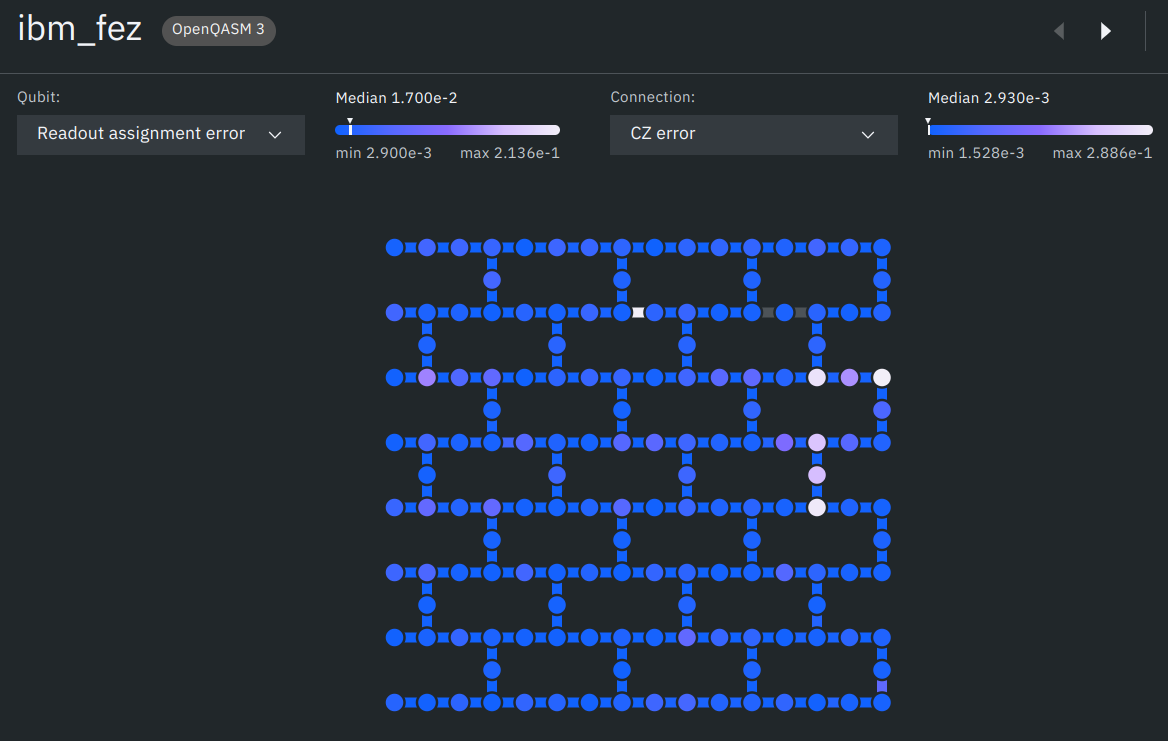 ibm_fez OpenQASM 3
Qubit: Median 1.700e-2 Connection: Median 2.930e-3
Readout assignment error CZ error
min 2.900e-3 max 2.136e-1 min 1.528e-3 max 2.886e-1